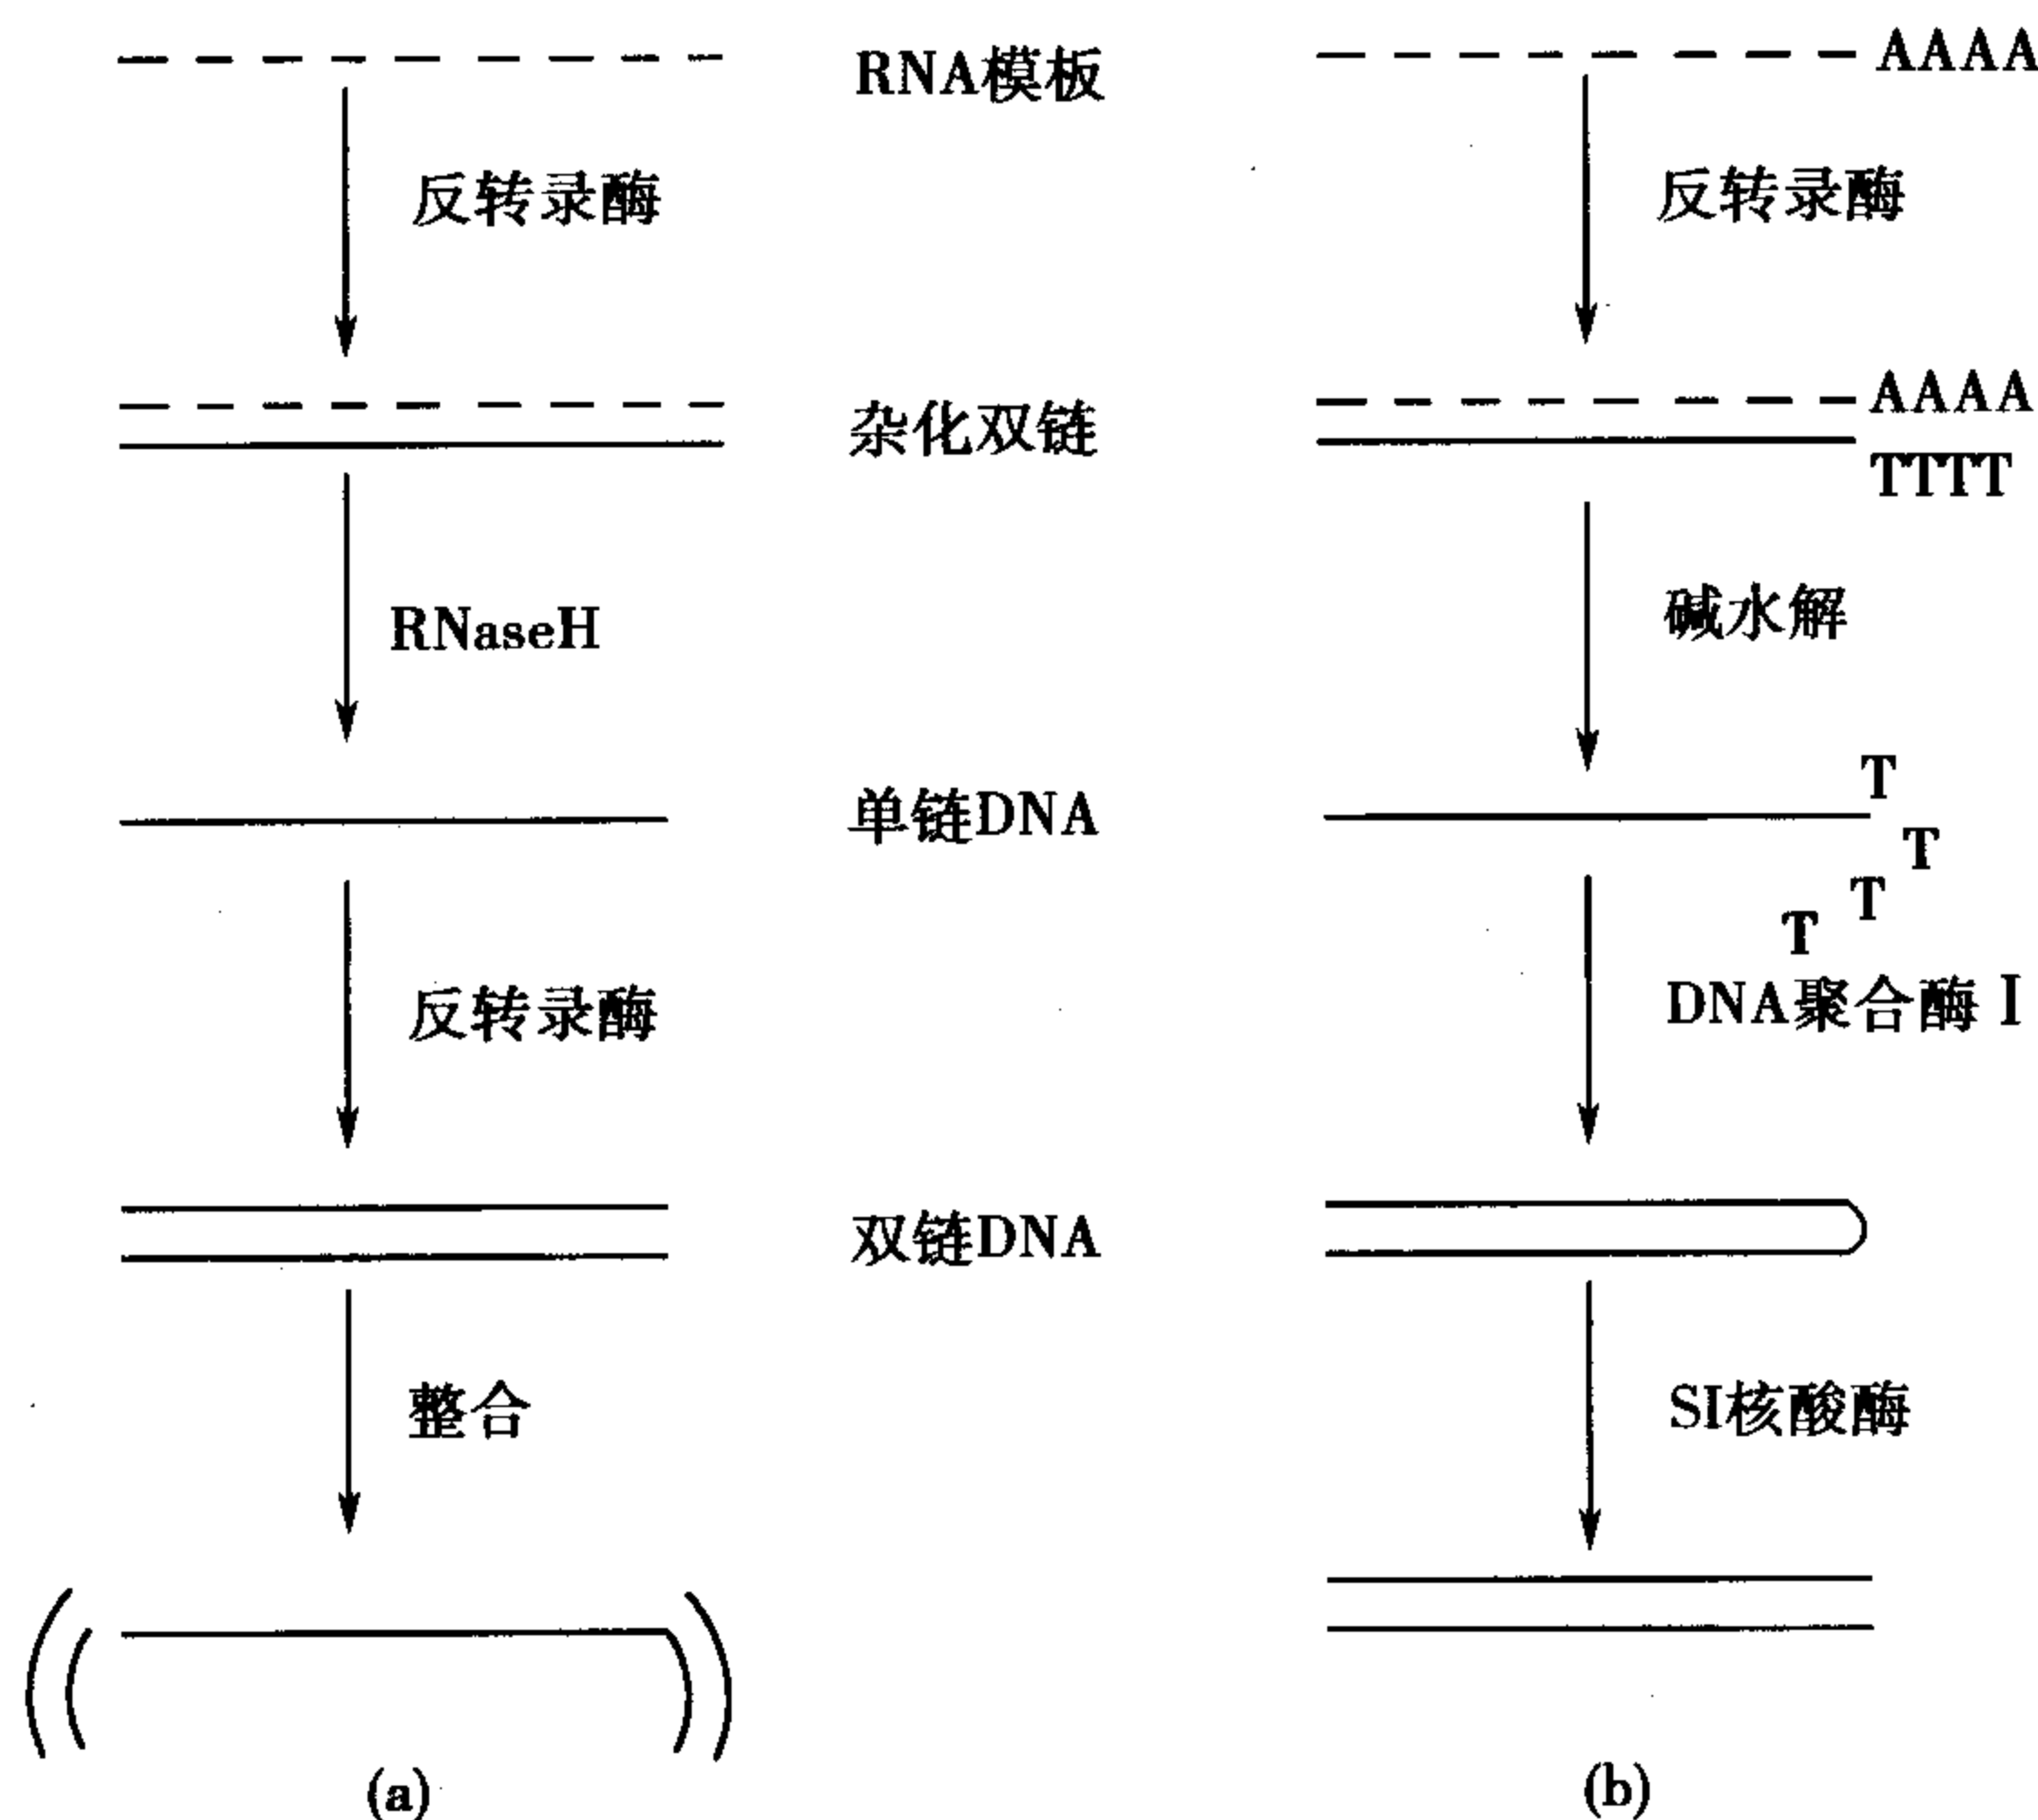 RNA模板
AAAA
反转录酶
反转录酶
杂化双链
AAAA
TTTT
RNaseH
碱水解
单链DNA
T
T
T
T
反转录酶
DNA聚合酶 I
双链DNA
整合
SI核酸酶
(a)
(b)